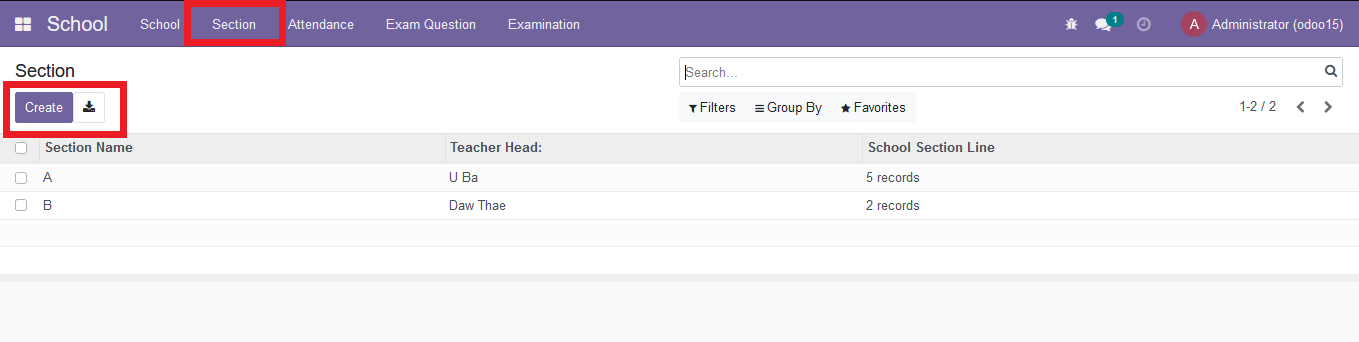 School School Section Attendance Exam Question Examination 1 A Administrator (odoo15)
Section Search...
Create Filters Group By Favorites 1-2 / 2
Section Name Teacher Head: School Section Line
A U Ba 5 records
B Daw Thae 2 records